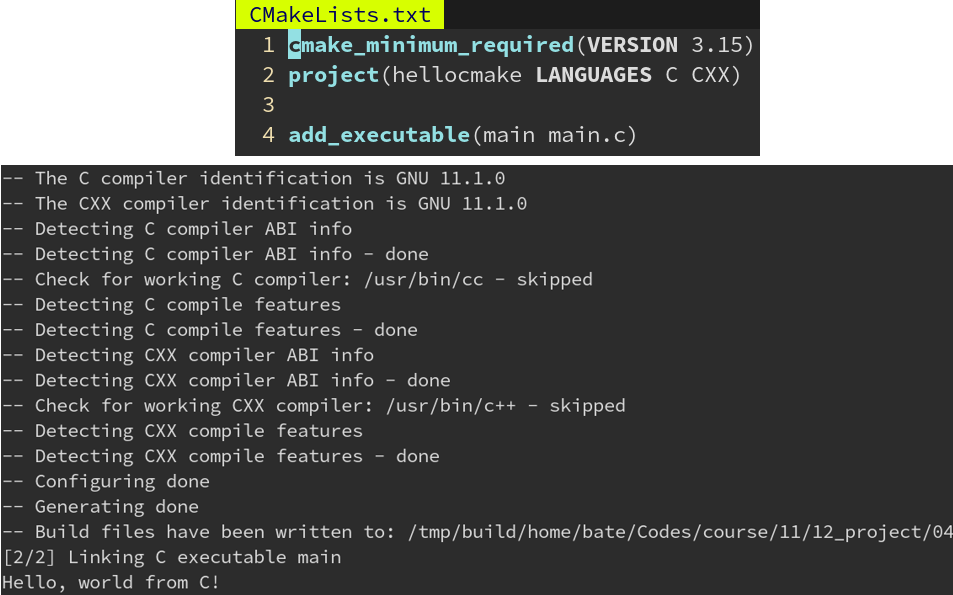 CMakeLists.txt
1 cmake_minimum_required(VERSION 3.15)
2 project(hellocmake LANGUAGES C CXX)
3
4 add_executable(main main.c)
-- The C compiler identification is GNU 11.1.0
-- The CXX compiler identification is GNU 11.1.0
-- Detecting C compiler ABI info
-- Detecting C compiler ABI info - done
-- Check for working C compiler: /usr/bin/cc - skipped
-- Detecting C compile features
-- Detecting C compile features - done
-- Detecting CXX compiler ABI info
-- Detecting CXX compiler ABI info - done
-- Check for working CXX compiler: /usr/bin/c++ - skipped
-- Detecting CXX compile features
-- Detecting CXX compile features - done
-- Configuring done
-- Generating done
-- Build files have been written to: /tmp/build/home/bate/Codes/course/11/12_project/04
[2/2] Linking C executable main
Hello, world from C!